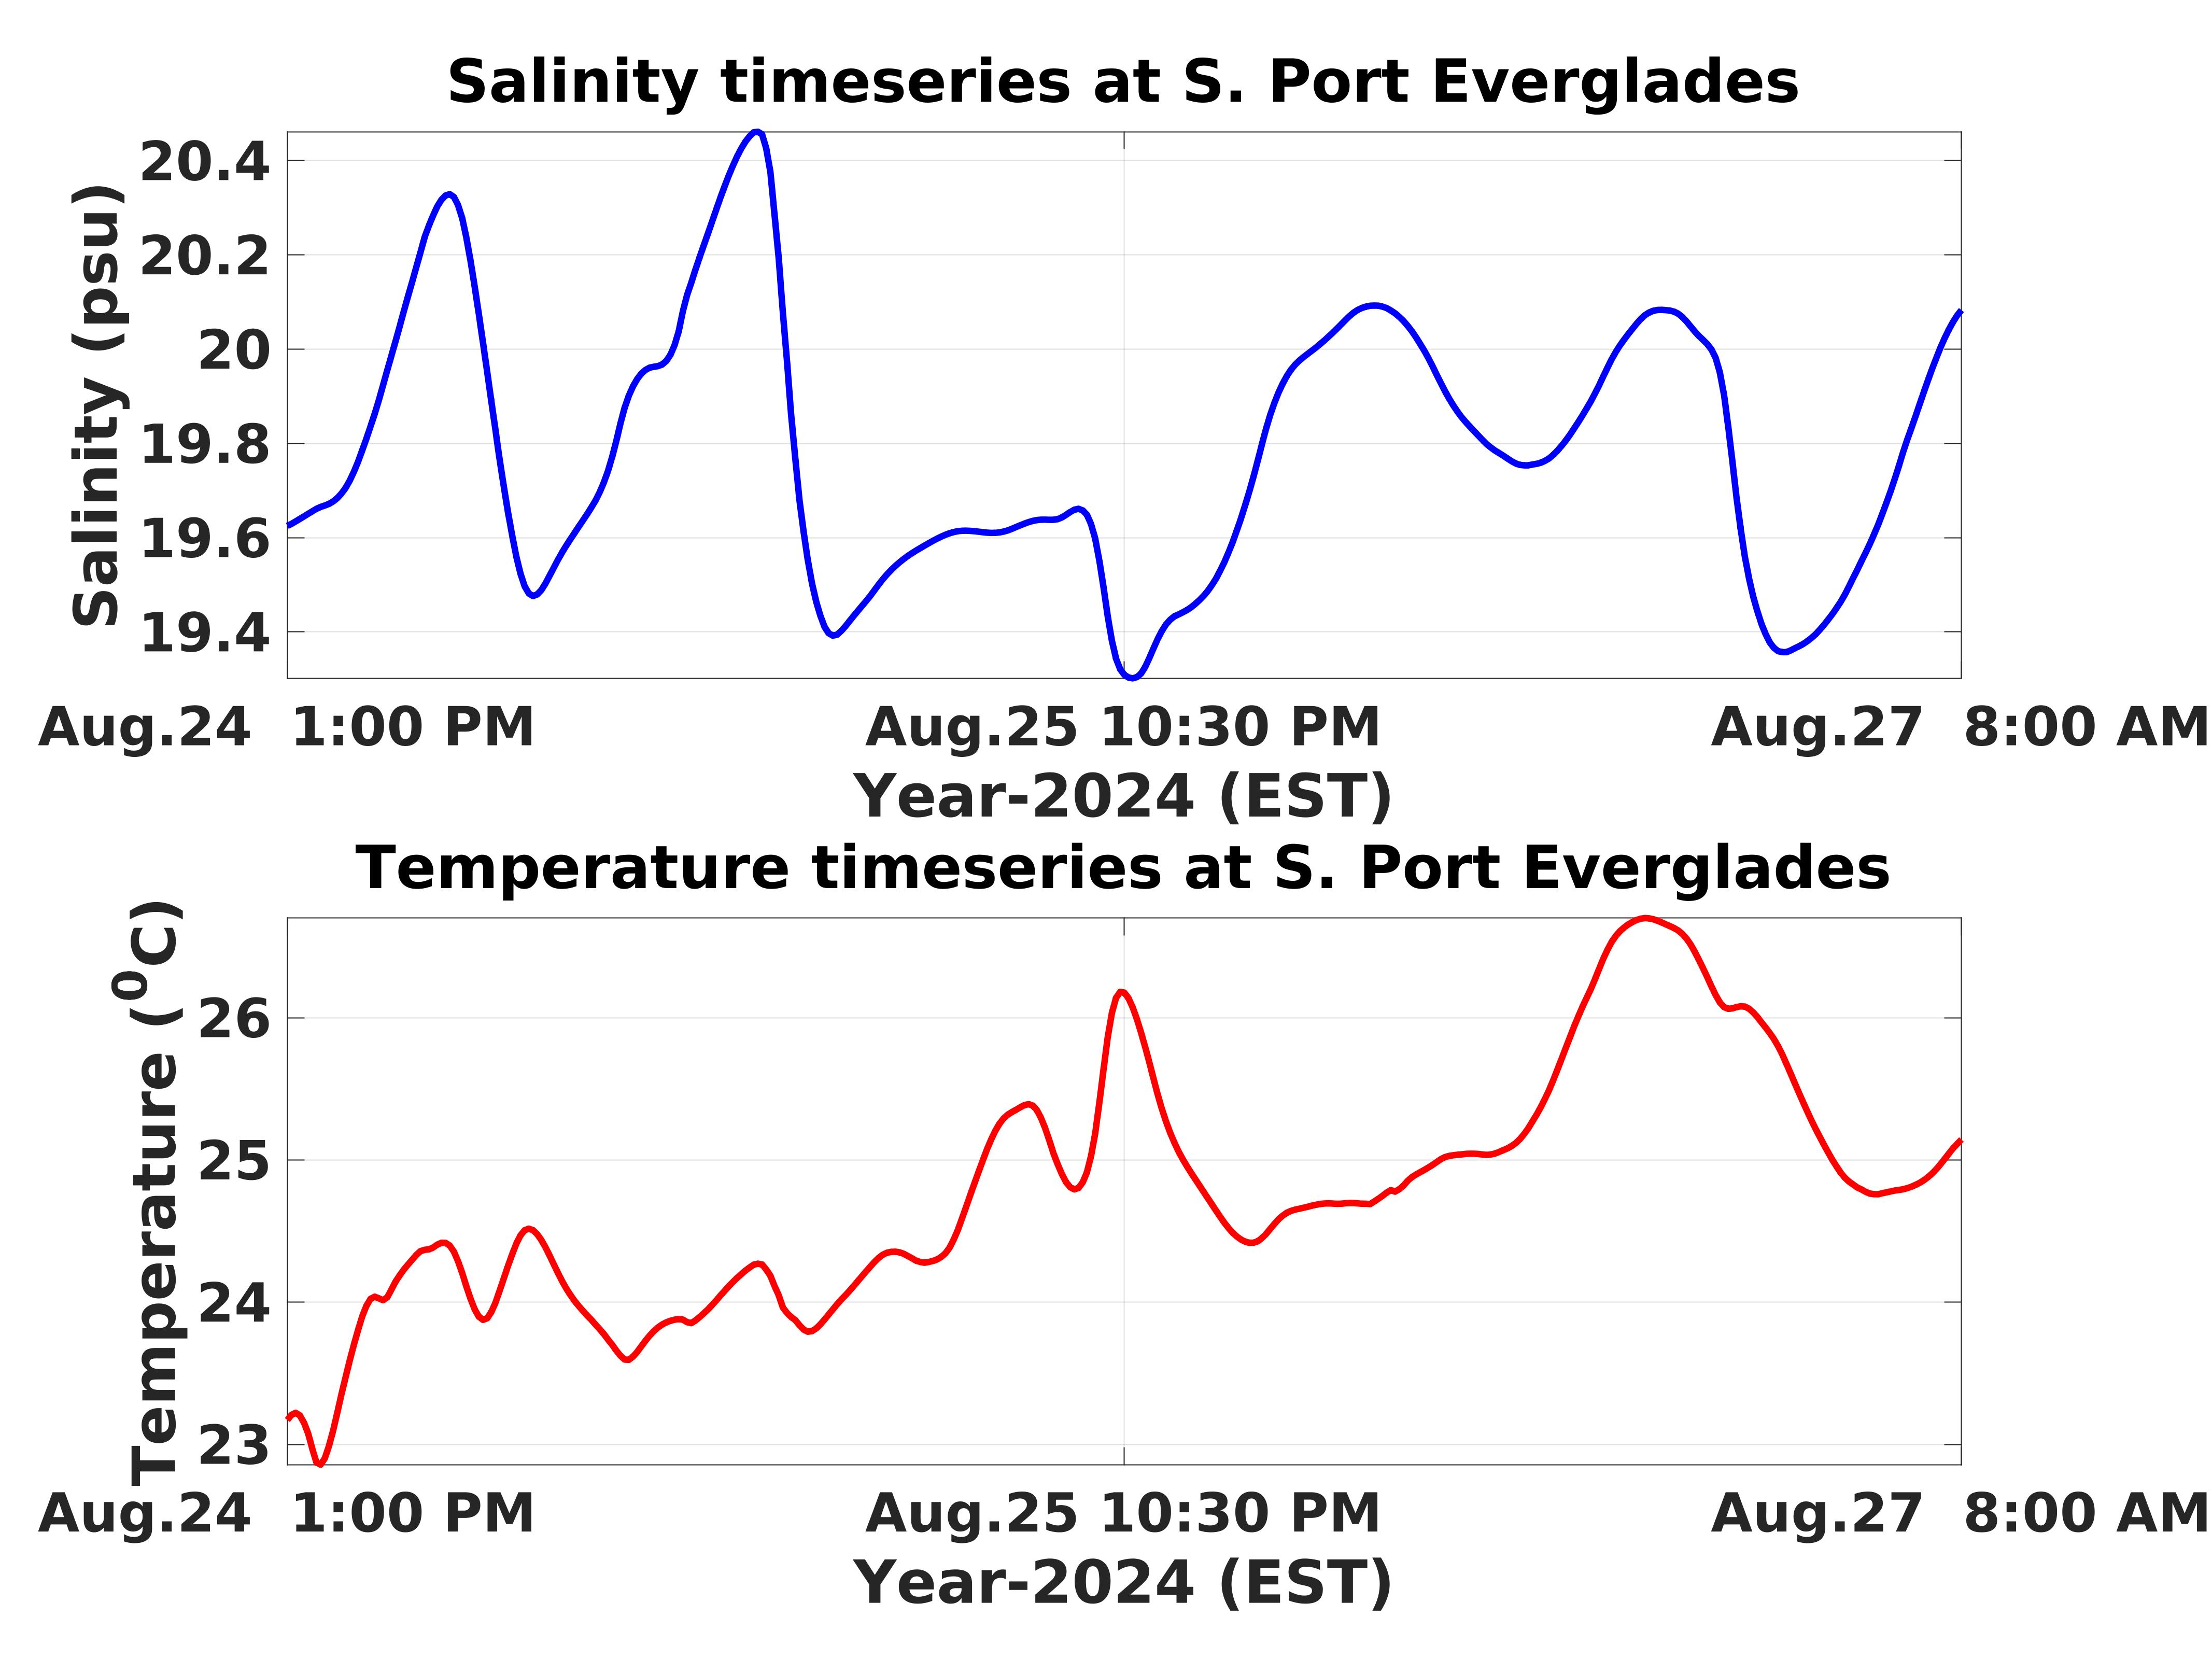 Salinity timeseries at S. Port Everglades
Salinity (psu)
20.4
20.2
20
19.8
19.6
19.4
Aug.24 1:00 PM Aug.25 10:30 PM Aug.27 8:00 AM
Year-2024 (EST)
Temperature timeseries at S. Port Everglades
Temperature (⁰C)
26
25
24
23
Aug.24 1:00 PM Aug.25 10:30 PM Aug.27 8:00 AM
Year-2024 (EST)